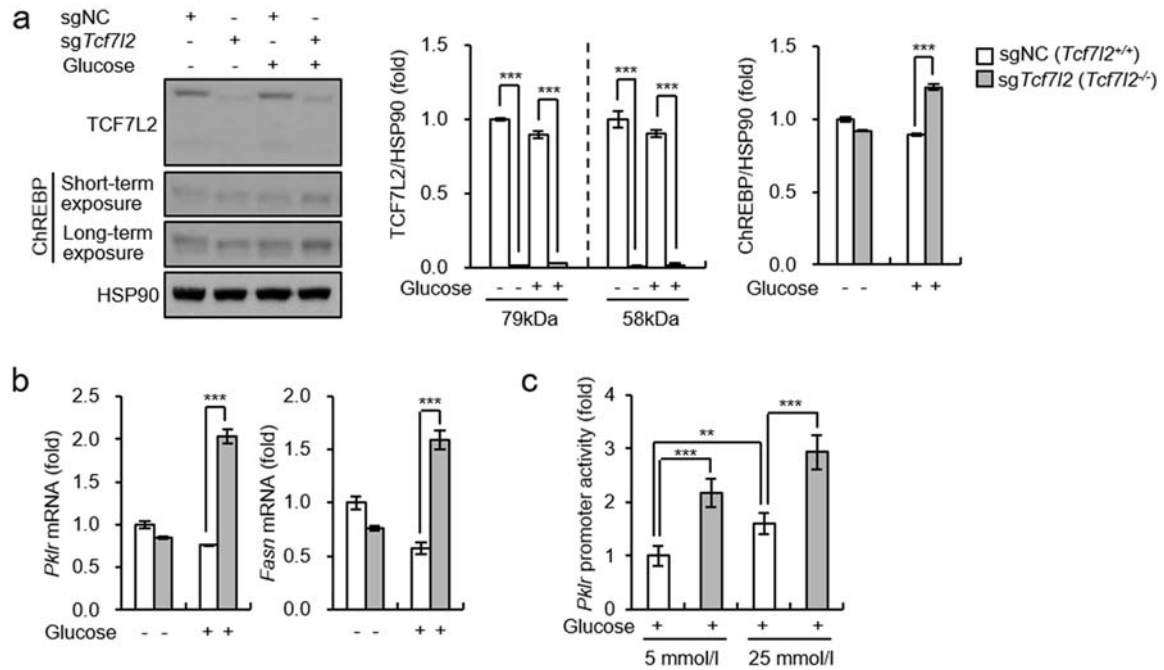 a
sgNC + - + -
sgTcf7l2 - + - +
Glucose - - + +
TCF7L2
ChREBP
Short-term
exposure
Long-term
exposure
HSP90
TCF7L2/HSP90 (fold)
1.5
1.0
0.5
0.0
*** *** *** ***
Glucose - - + + - - + +
79kDa 58kDa
ChREBP/HSP90 (fold)
1.5
1.0
0.5
0.0
***
Glucose - - + +
sgNC (Tcf7l2+/+)
sgTcf7l2 (Tcf7l2-/-)
b
Pklr mRNA (fold)
2.5
2.0
1.5
1.0
0.5
0.0
***
Glucose - - + +
Fasn mRNA (fold)
2.0
1.5
1.0
0.5
0.0
***
- - + +
c
Pklr promoter activity (fold)
4
3
2
1
0
**
***
***
Glucose + + + +
5 mmol/l 25 mmol/l